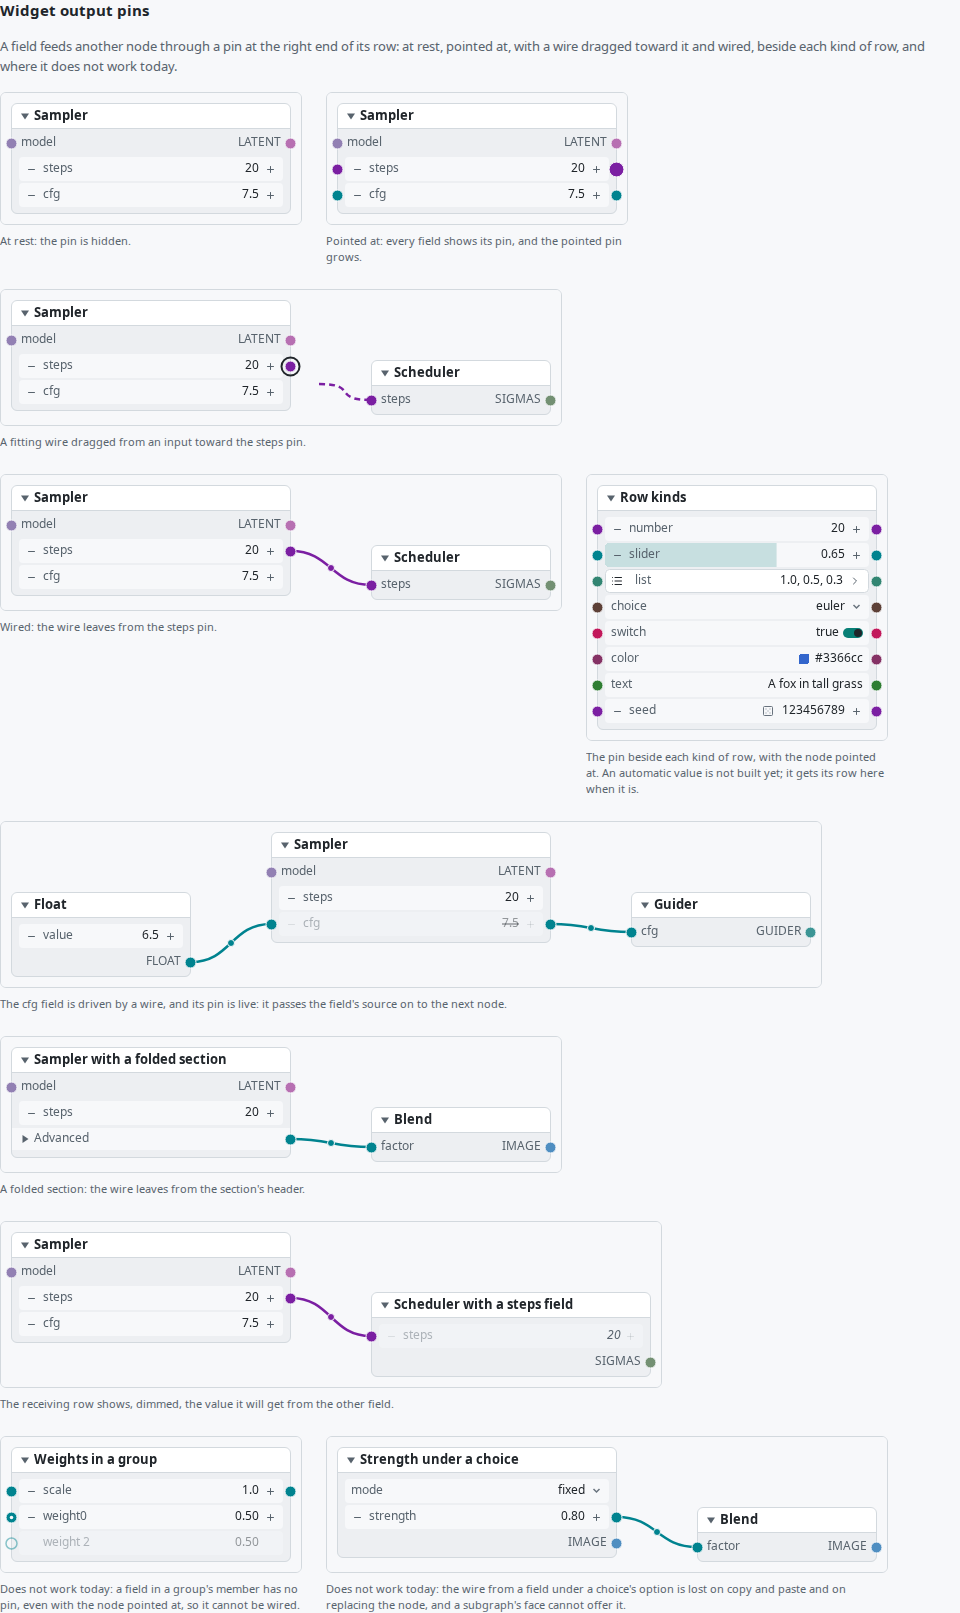 Widget output pins
A field feeds another node through a pin at the right end of its row: at rest, pointed at, with a wire dragged toward it and wired, beside each kind of row, and
where it does not work today.
Sampler
model LATENT
– steps 20 +
– cfg 7.5 +
At rest: the pin is hidden.
Sampler
model LATENT
– steps 20 +
– cfg 7.5 +
Pointed at: every field shows its pin, and the pointed pin
grows.
Sampler
model LATENT
– steps 20 +
– cfg 7.5 +
Scheduler
steps SIGMAS
A fitting wire dragged from an input toward the steps pin.
Sampler
model LATENT
– steps 20 +
– cfg 7.5 +
Scheduler
steps SIGMAS
Wired: the wire leaves from the steps pin.
Row kinds
– number 20 +
– slider 0.65 +
list 1.0, 0.5, 0.3
choice euler
switch true
color #3366cc
text A fox in tall grass
– seed 123456789 +
The pin beside each kind of row, with the node pointed
at. An automatic value is not built yet; it gets its row here
when it is.
Float
– value 6.5 +
FLOAT
Sampler
model LATENT
– steps 20 +
– cfg 7.5 +
Guider
cfg GUIDER
The cfg field is driven by a wire, and its pin is live: it passes the field's source on to the next node.
Sampler with a folded section
model LATENT
– steps 20 +
Advanced
Blend
factor IMAGE
A folded section: the wire leaves from the section's header.
Sampler
model LATENT
– steps 20 +
– cfg 7.5 +
Scheduler with a steps field
– steps 20 +
SIGMAS
The receiving row shows, dimmed, the value it will get from the other field.
Weights in a group
– scale 1.0 +
– weight0 0.50 +
weight 2 0.50
Does not work today: a field in a group's member has no
pin, even with the node pointed at, so it cannot be wired.
Strength under a choice
mode fixed
– strength 0.80 +
IMAGE
Blend
factor IMAGE
Does not work today: the wire from a field under a choice's option is lost on copy and paste and on
replacing the node, and a subgraph's face cannot offer it.